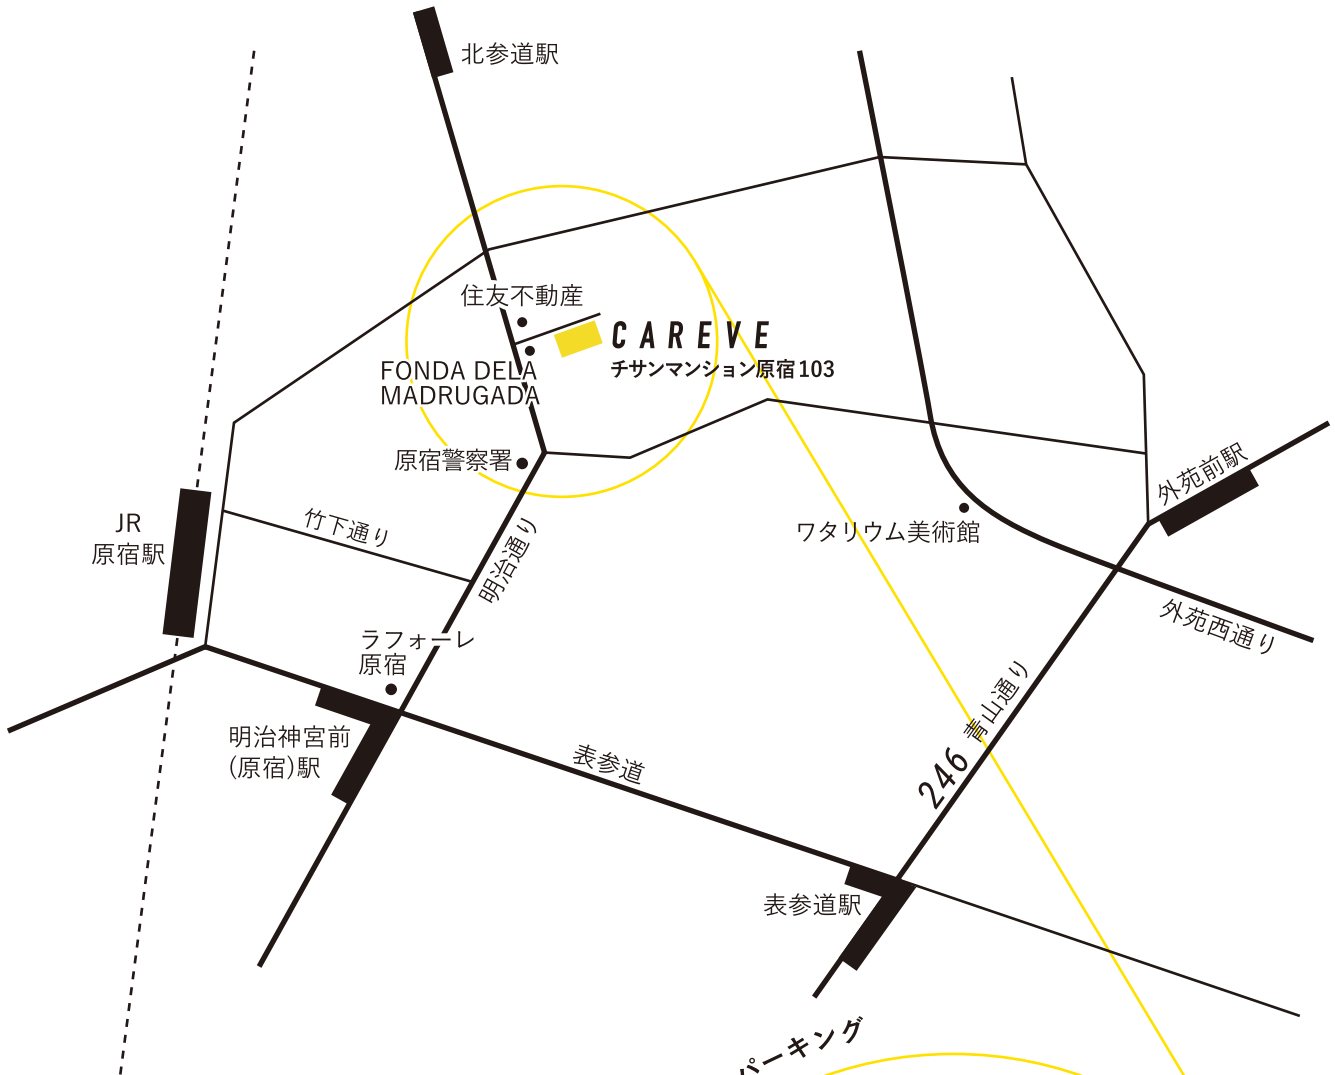 北参道駅
住友不動産
CAREVE
チサンマンション原宿103
FONDA DELA
MADRUGADA
原宿警察署
外苑前駅
竹下通り
JR
原宿駅
明治通り
ワタリウム美術館
外苑西通り
ラフォーレ
原宿
明治神宮前
(原宿)駅
表参道
246 青山通り
表参道駅
パーキング